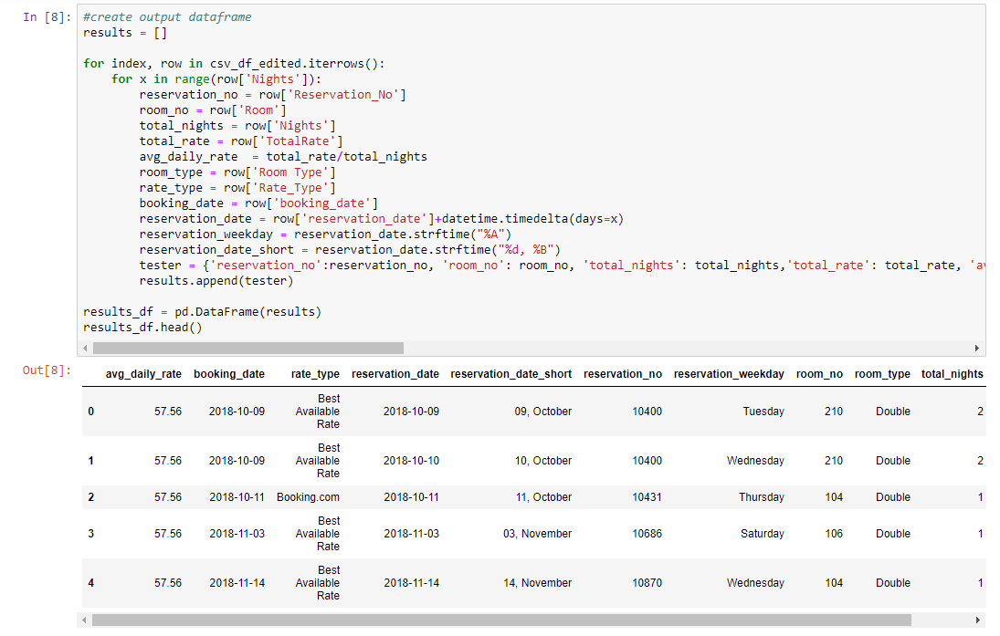 In [8]:
#create output dataframe
results = []
for index, row in csv_df_edited.iterrows():
for x in range(row['Nights']):
reservation_no = row['Reservation_No']
room_no = row['Room']
total_nights = row['Nights']
total_rate = row['TotalRate']
avg_daily_rate  = total_rate/total_nights
room_type = row['Room Type']
rate_type = row['Rate_Type']
booking_date = row['booking_date']
reservation_date = row['reservation_date']+datetime.timedelta(days=x)
reservation_weekday = reservation_date.strftime("%A")
reservation_date_short = reservation_date.strftime("%d, %B")
tester = {'reservation_no':reservation_no, 'room_no': room_no, 'total_nights': total_nights,'total_rate': total_rate,
results.append(tester)
results_df = pd.DataFrame(results)
results_df.head()
Out[8]:
avg_daily_rate booking_date rate_type reservation_date reservation_date_short reservation_no reservation_weekday room_no room_type total_nights
0 57.56 2018-10-09 Best Available Rate 2018-10-09 09, October 10400 Tuesday 210 Double 2
1 57.56 2018-10-09 Best Available Rate 2018-10-10 10, October 10400 Wednesday 210 Double 2
2 57.56 2018-10-11 Booking.com 2018-10-11 11, October 10431 Thursday 104 Double 1
3 57.56 2018-11-03 Best Available Rate 2018-11-03 03, November 10686 Saturday 106 Double 1
4 57.56 2018-11-14 Best Available Rate 2018-11-14 14, November 10870 Wednesday 104 Double 1